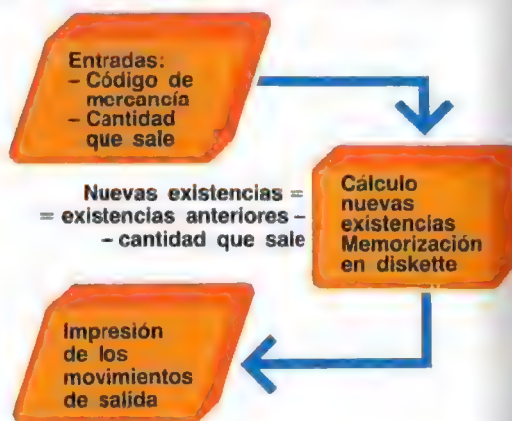 Entradas:
– Código de
mercancía
– Cantidad
que sale
Nuevas existencias =
= existencias anteriores –
– cantidad que sale
Cálculo
nuevas
existencias
Memorización
en diskette
Impresión
de los
movimientos
de salida